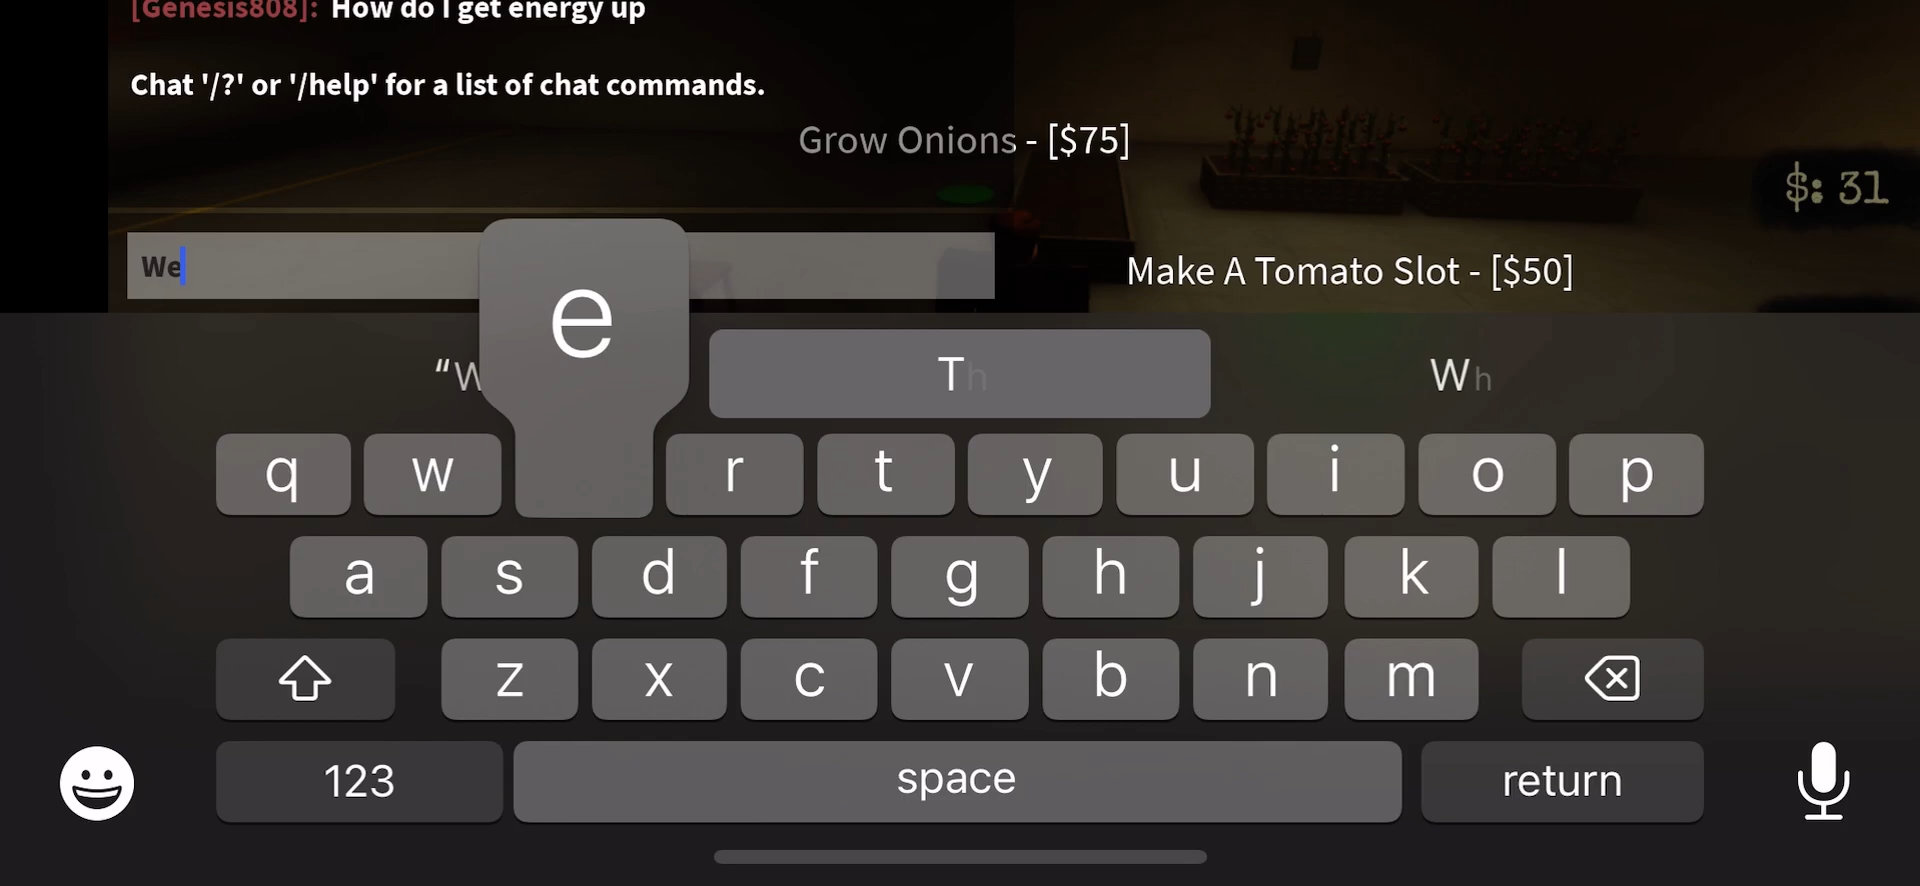 [Genesis808]: How do I get energy up
Chat '/?' or '/help' for a list of chat commands.
Grow Onions - [$75]
$: 31
We
Make A Tomato Slot - [$50]
e
“W
Th
Wh
q w r t y u i o p
a s d f g h j k l
z x c v b n m
123 space return